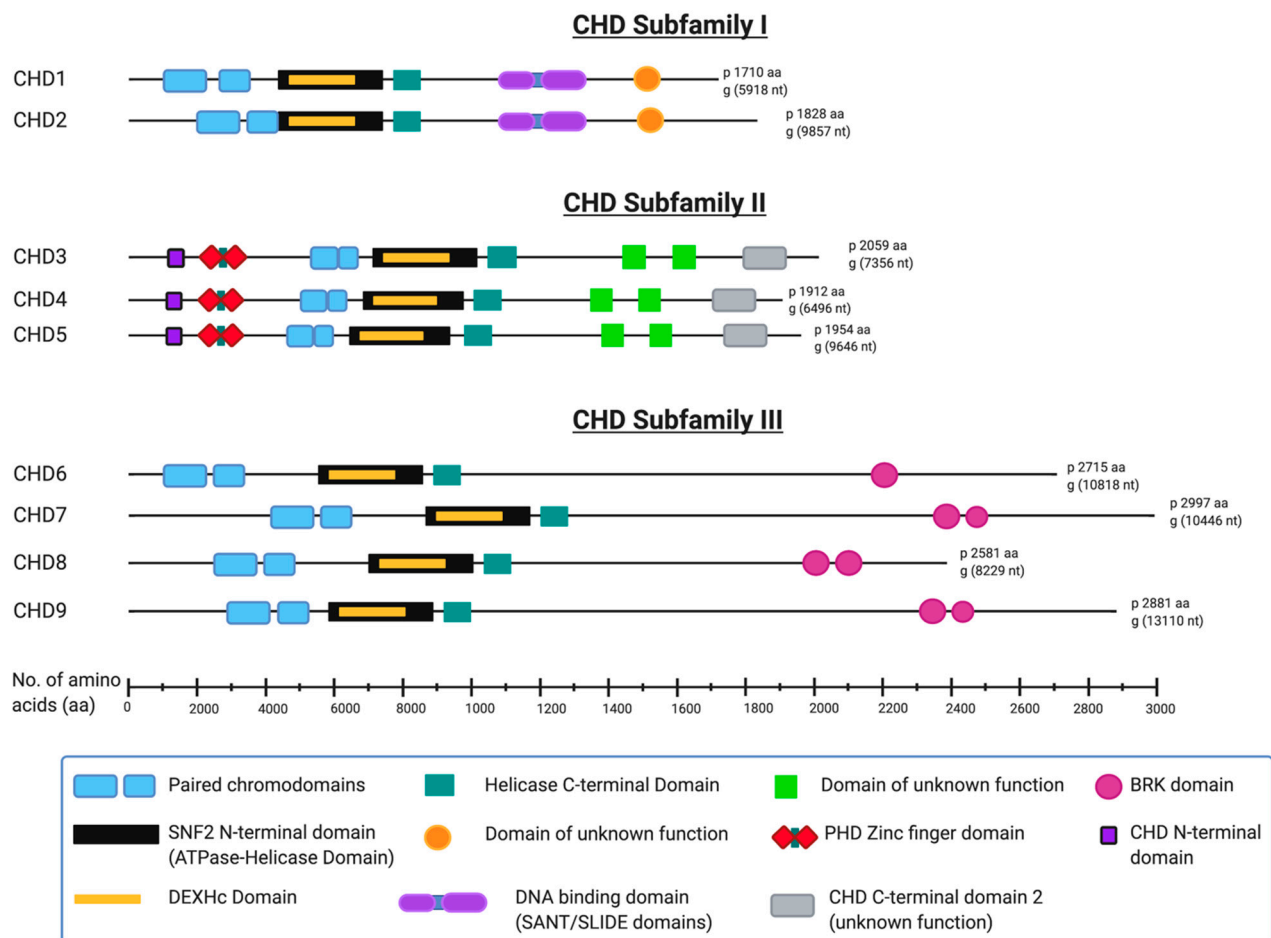 CHD Subfamily I
CHD1
p 1710 aa
g (5918 nt)
CHD2
p 1828 aa
g (9857 nt)
CHD Subfamily II
CHD3
p 2059 aa
g (7356 nt)
CHD4
p 1912 aa
g (6496 nt)
CHD5
p 1954 aa
g (9646 nt)
CHD Subfamily III
CHD6
p 2715 aa
g (10818 nt)
CHD7
p 2997 aa
g (10446 nt)
CHD8
p 2581 aa
g (8229 nt)
CHD9
p 2881 aa
g (13110 nt)
No. of amino
acids (aa)
0 2000 4000 6000 8000 1000 1200 1400 1600 1800 2000 2200 2400 2600 2800 3000
Paired chromodomains
Helicase C-terminal Domain
Domain of unknown function
BRK domain
SNF2 N-terminal domain
(ATPase-Helicase Domain)
Domain of unknown function
PHD Zinc finger domain
CHD N-terminal
domain
DEXHc Domain
DNA binding domain
(SANT/SLIDE domains)
CHD C-terminal domain 2
(unknown function)